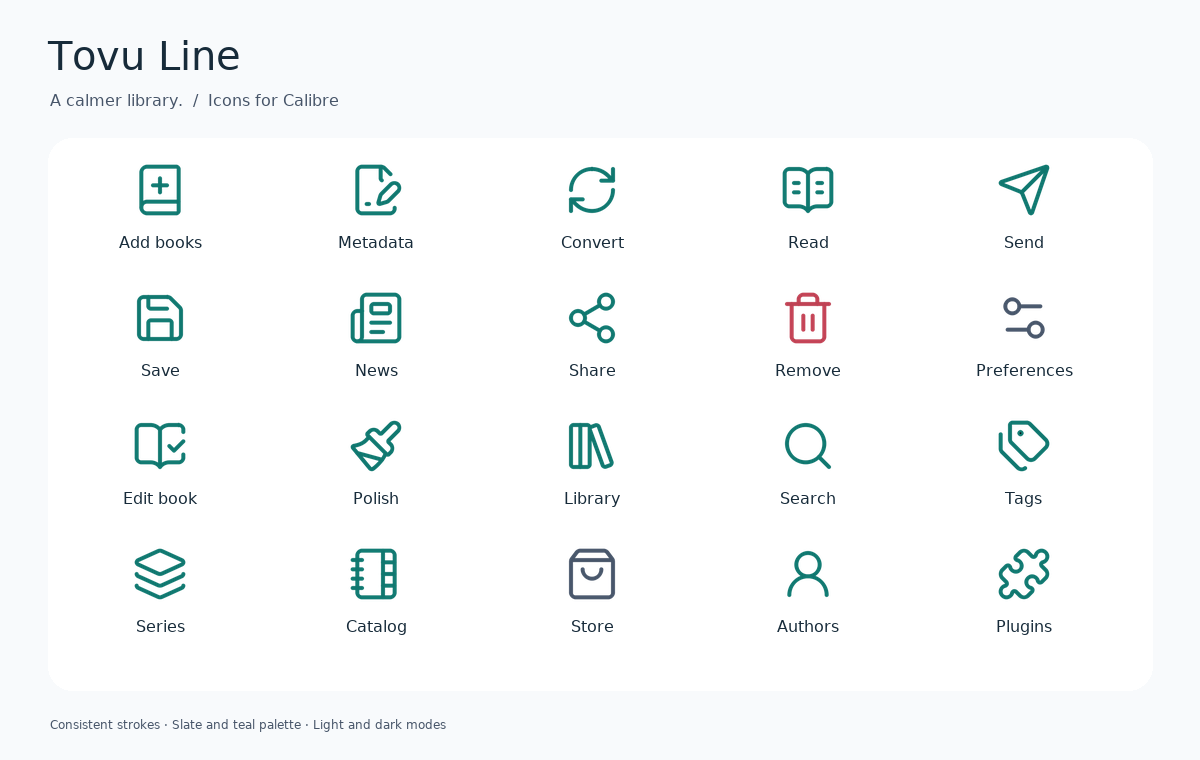 Tovu Line
A calmer library.  /  Icons for Calibre
Add books
Metadata
Convert
Read
Send
Save
News
Share
Remove
Preferences
Edit book
Polish
Library
Search
Tags
Series
Catalog
Store
Authors
Plugins
Consistent strokes · Slate and teal palette · Light and dark modes